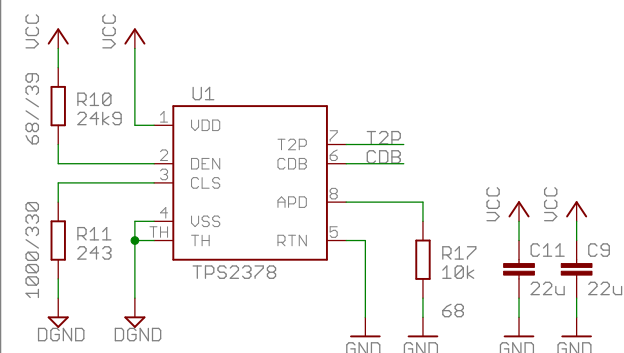 VCC
VCC
68//39
R10
24k9
U1
1
VDD
2
DEN
3
CLS
4
VSS
TH
TH
T2P
7
T2P
CDB
6
CDB
APD
8
RTN
5
TPS2378
1000/330
R11
243
DGND
DGND
R17
10k
68
GND
GND
VCC
VCC
C11
22u
C9
22u
GND
GND